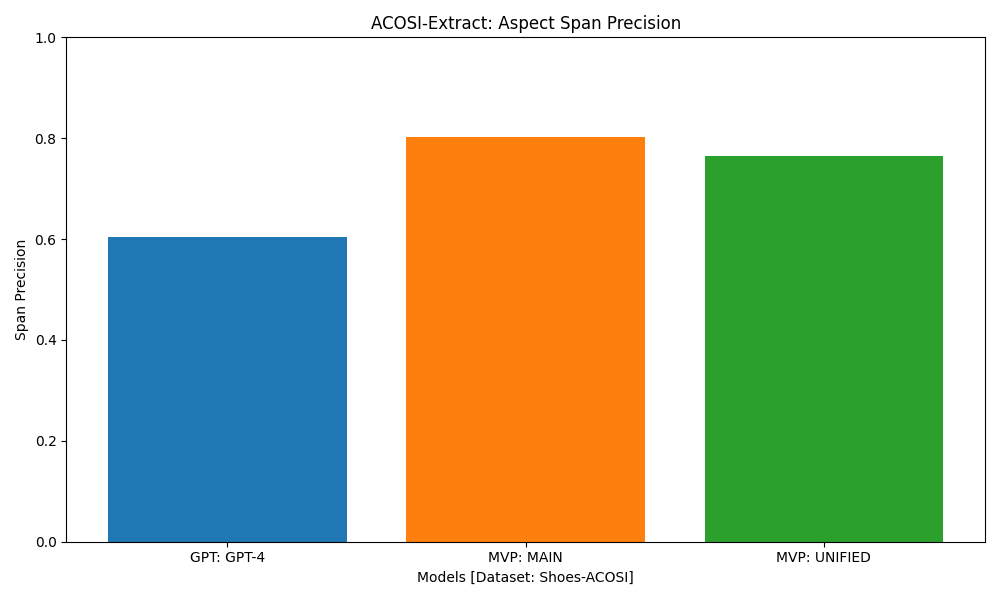 ACOSI-Extract: Aspect Span Precision
1.0
0.8
0.6
0.4
0.2
0.0
Span Precision
GPT: GPT-4
MVP: MAIN
MVP: UNIFIED
Models [Dataset: Shoes-ACOSI]